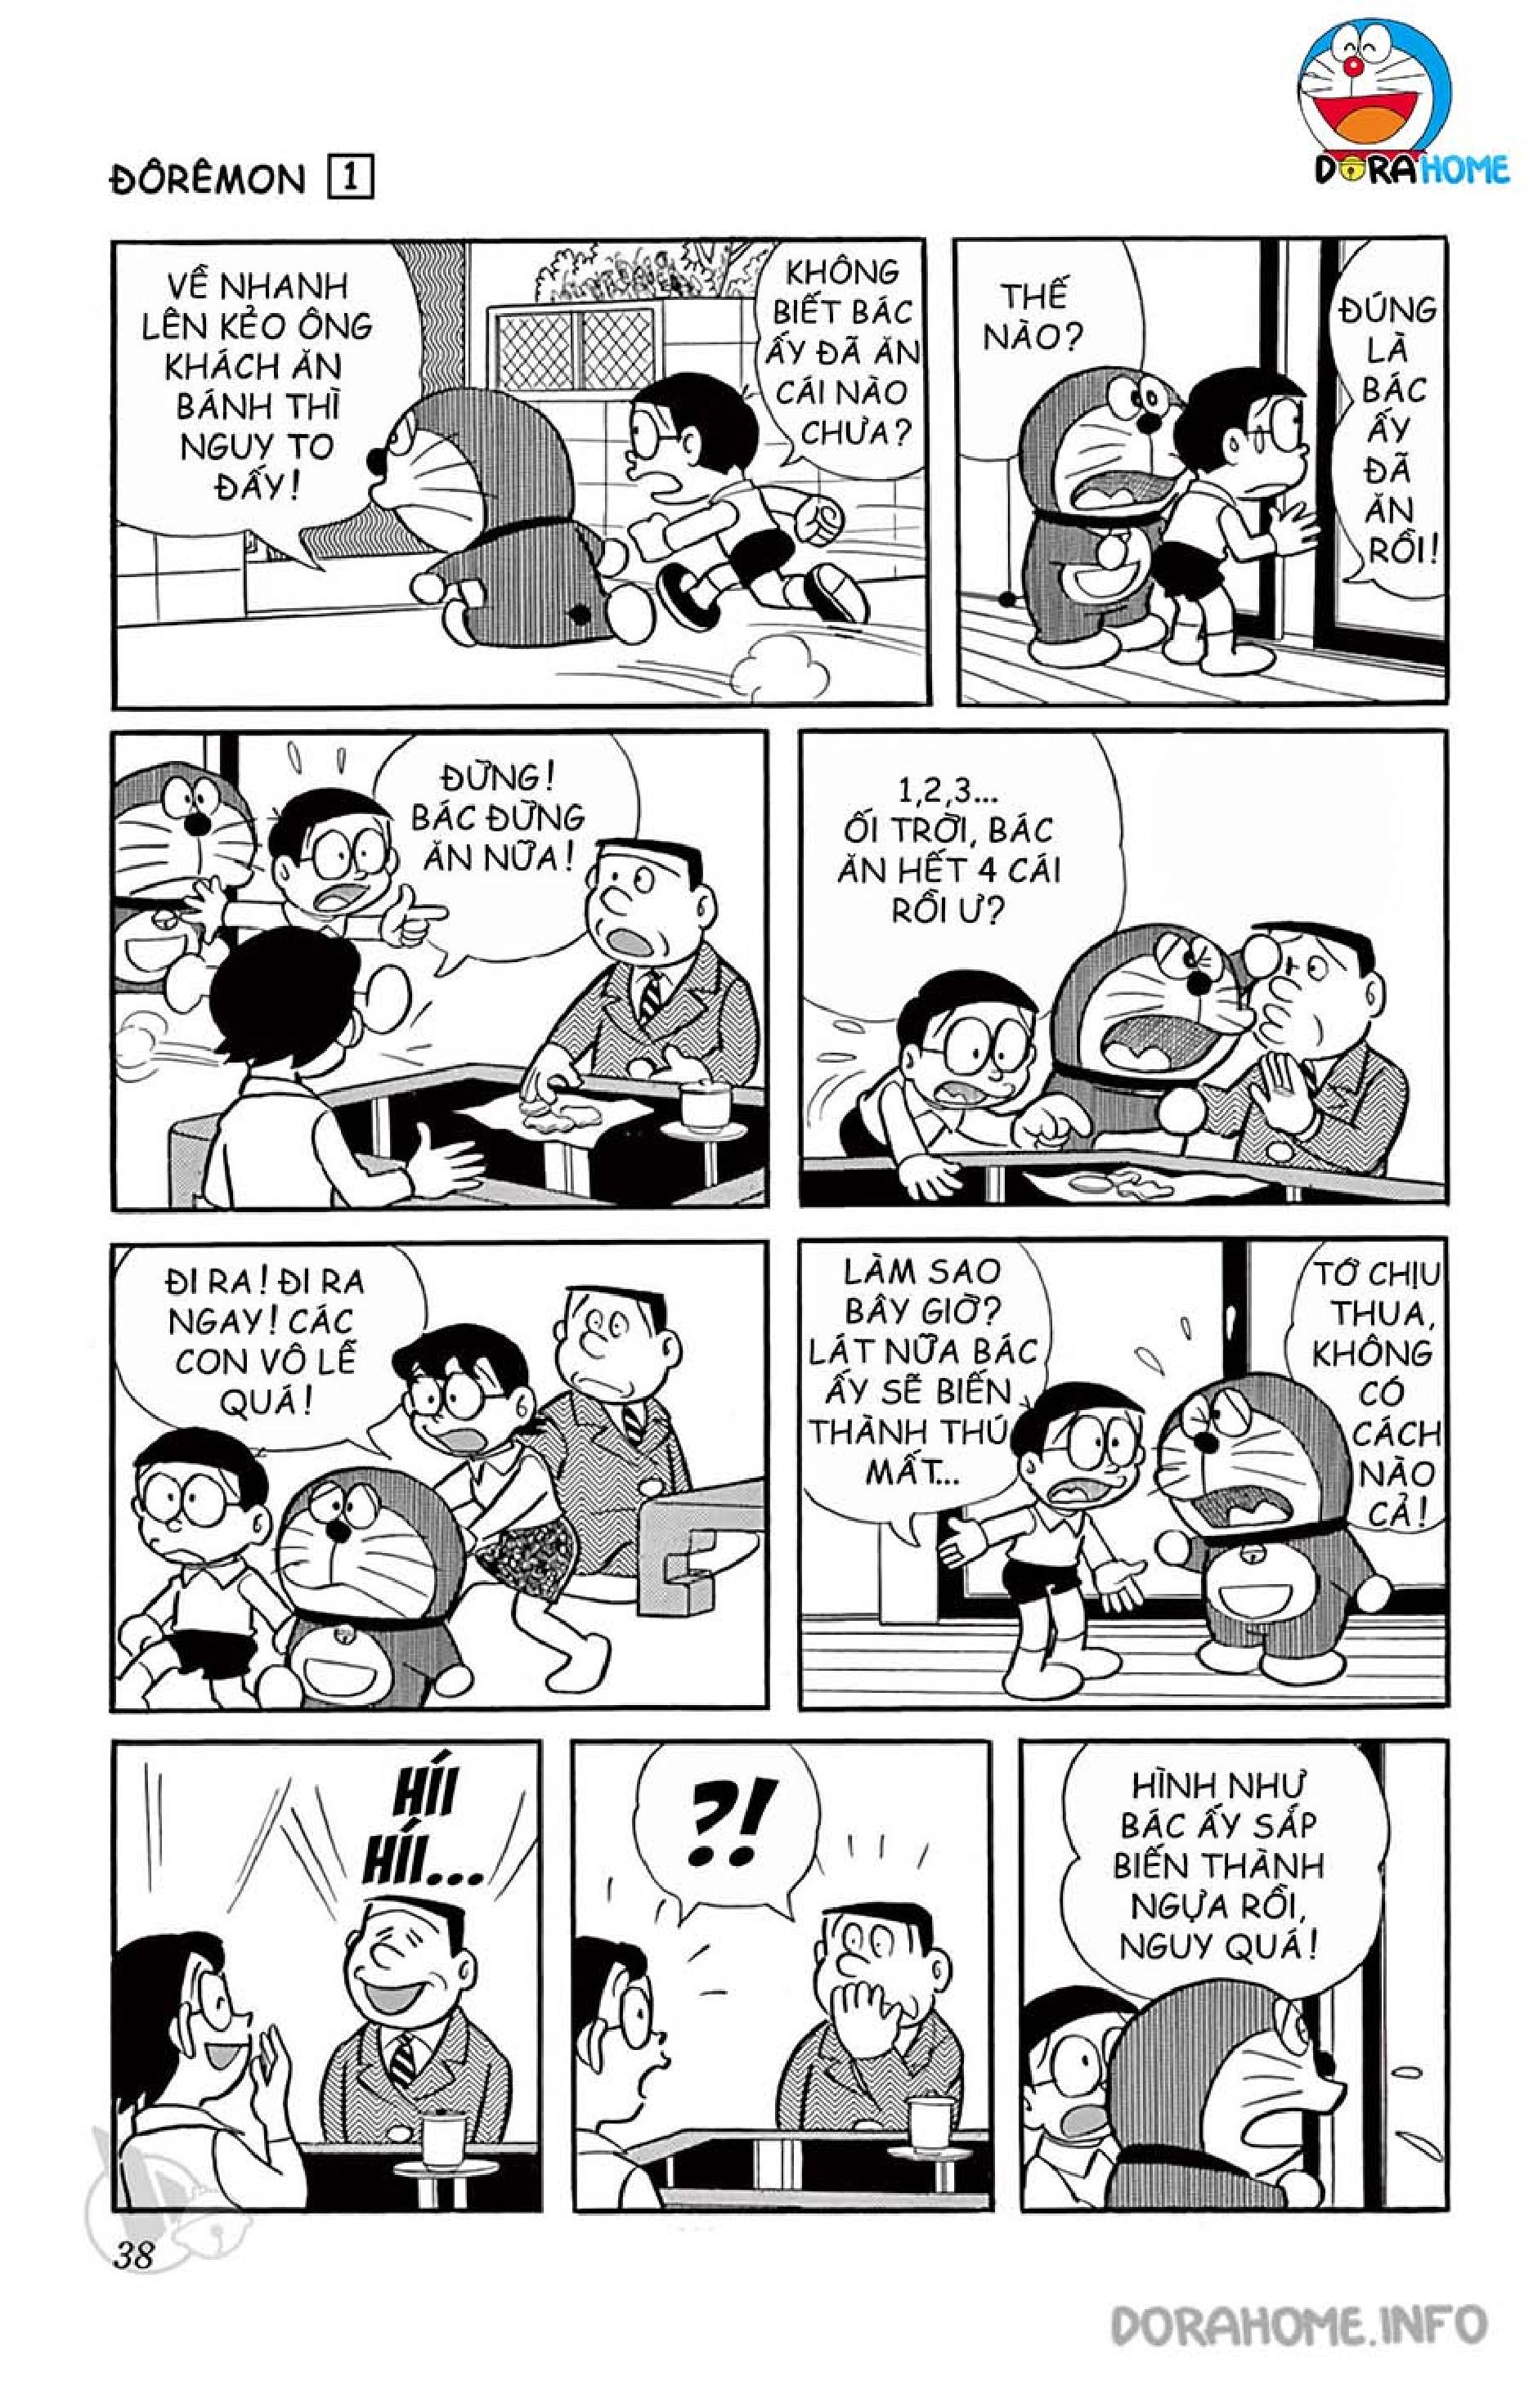 DORAHOME
ĐÔRÊMON 1
VỀ NHANH
LÊN KẺO ÔNG
KHÁCH ĂN
BÁNH THÌ
NGUY TO
ĐẤY!
KHÔNG
BIẾT BÁC
ẤY ĐÃ ĂN
CÁI NÀO
CHƯA?
THẾ
NÀO?
ĐÚNG
LÀ
BÁC
ẤY
ĐÃ
ĂN
RỒI!
ĐỪNG!
BÁC ĐỪNG
ĂN NỮA!
1,2,3...
ỐI TRỜI, BÁC
ĂN HẾT 4 CÁI
RỒI Ư?
ĐI RA! ĐI RA
NGAY! CÁC
CON VÔ LỄ
QUÁ!
LÀM SAO
BÂY GIỜ?
LÁT NỮA BÁC
ẤY SẼ BIẾN
THÀNH THÚ
MẤT...
TỚ CHỊU
THUA,
KHÔNG
CÓ
CÁCH
NÀO
CẢ!
HÍI
HÍI...
?!
HÌNH NHƯ
BÁC ẤY SẮP
BIẾN THÀNH
NGỰA RỒI,
NGUY QUÁ!
38
DORAHOME.INFO